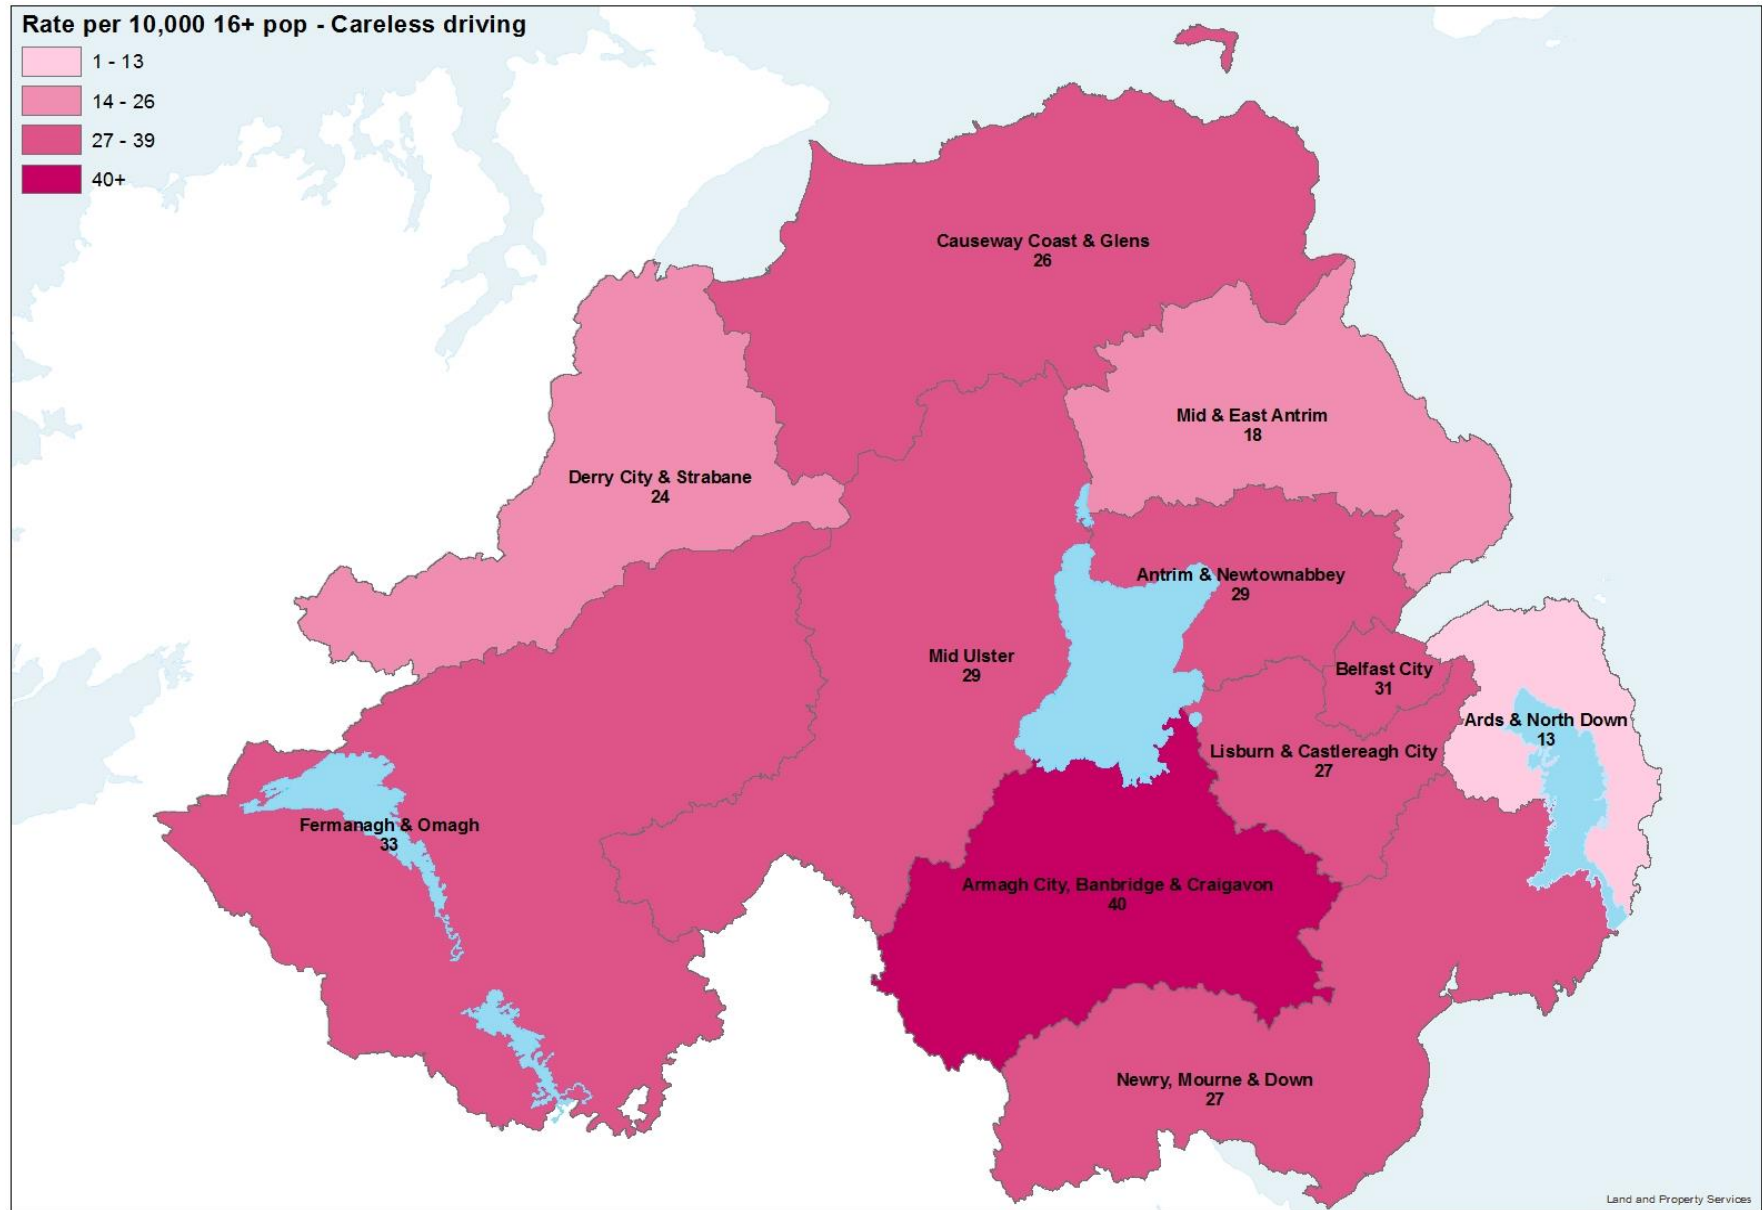 Rate per 10,000 16+ pop - Careless driving
1 - 13
14 - 26
27 - 39
40+
Causeway Coast & Glens
26
Mid & East Antrim
18
Derry City & Strabane
24
Antrim & Newtownabbey
29
Mid Ulster
29
Belfast City
31
Ards & North Down
13
Lisburn & Castlereagh City
27
Fermanagh & Omagh
33
Armagh City, Banbridge & Craigavon
40
Newry, Mourne & Down
27
Land and Property Services